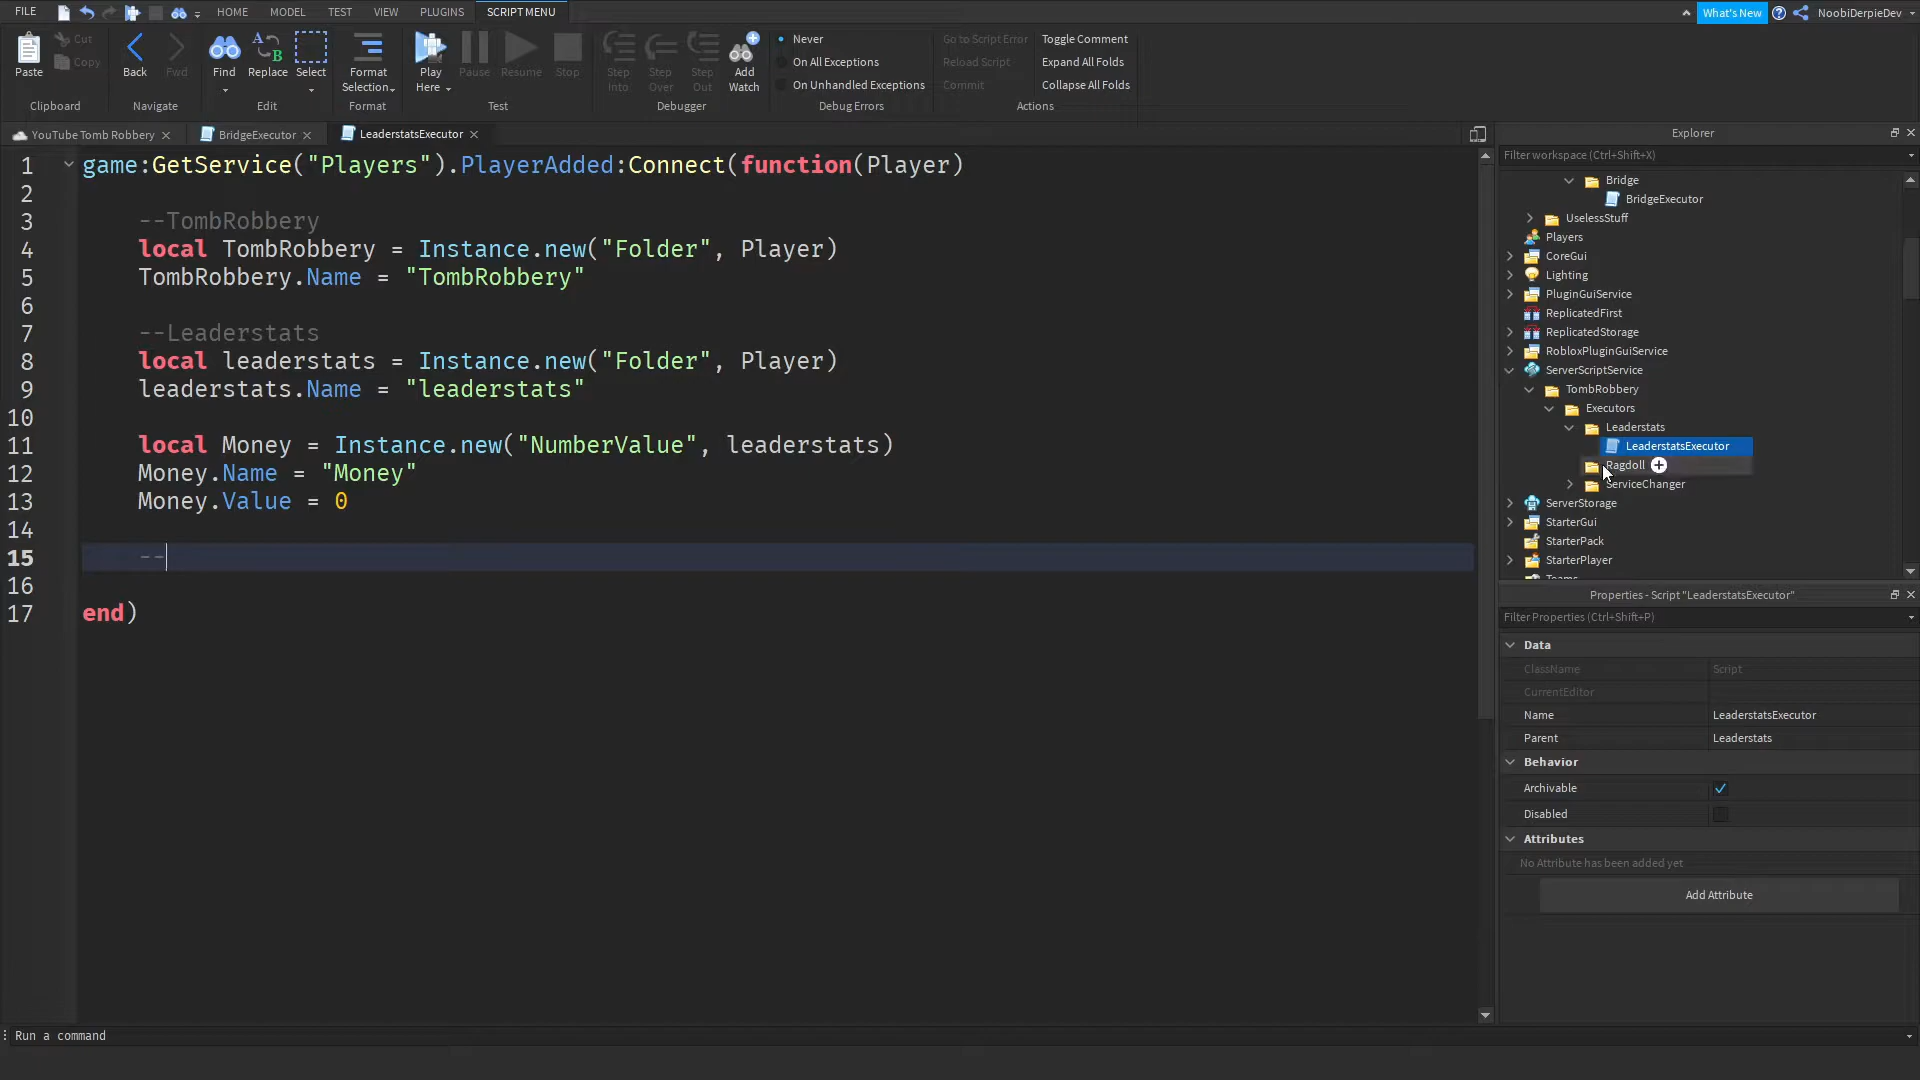 FILE HOME MODEL TEST VIEW PLUGINS SCRIPT MENU What's New NoobiDerpieDev
Paste Cut Copy Clipboard
Back Fwd Navigate
Find Replace Select Edit
Format Selection Format
Play Here Pause Resume Stop Test
Step Into Step Over Step Out Add Watch Debugger
Never
On All Exceptions
On Unhandled Exceptions
Debug Errors
Go to Script Error Toggle Comment
Reload Script Expand All Folds
Commit Collapse All Folds
Actions
YouTube Tomb Robbery BridgeExecutor LeaderstatsExecutor
1 game:GetService("Players").PlayerAdded:Connect(function(Player)
2
3 --TombRobbery
4 local TombRobbery = Instance.new("Folder", Player)
5 TombRobbery.Name = "TombRobbery"
6
7 --Leaderstats
8 local leaderstats = Instance.new("Folder", Player)
9 leaderstats.Name = "leaderstats"
10
11 local Money = Instance.new("NumberValue", leaderstats)
12 Money.Name = "Money"
13 Money.Value = 0
14
15 --
16
17 end)
Explorer
Filter workspace (Ctrl+Shift+X)
Bridge
BridgeExecutor
UselessStuff
Players
CoreGui
Lighting
PluginGuiService
ReplicatedFirst
ReplicatedStorage
RobloxPluginGuiService
ServerScriptService
TombRobbery
Executors
Leaderstats
LeaderstatsExecutor
Ragdoll
ServiceChanger
ServerStorage
StarterGui
StarterPack
StarterPlayer
Teams
Properties - Script "LeaderstatsExecutor"
Filter Properties (Ctrl+Shift+P)
Data
ClassName Script
CurrentEditor
Name LeaderstatsExecutor
Parent Leaderstats
Behavior
Archivable
Disabled
Attributes
No Attribute has been added yet
Add Attribute
Run a command